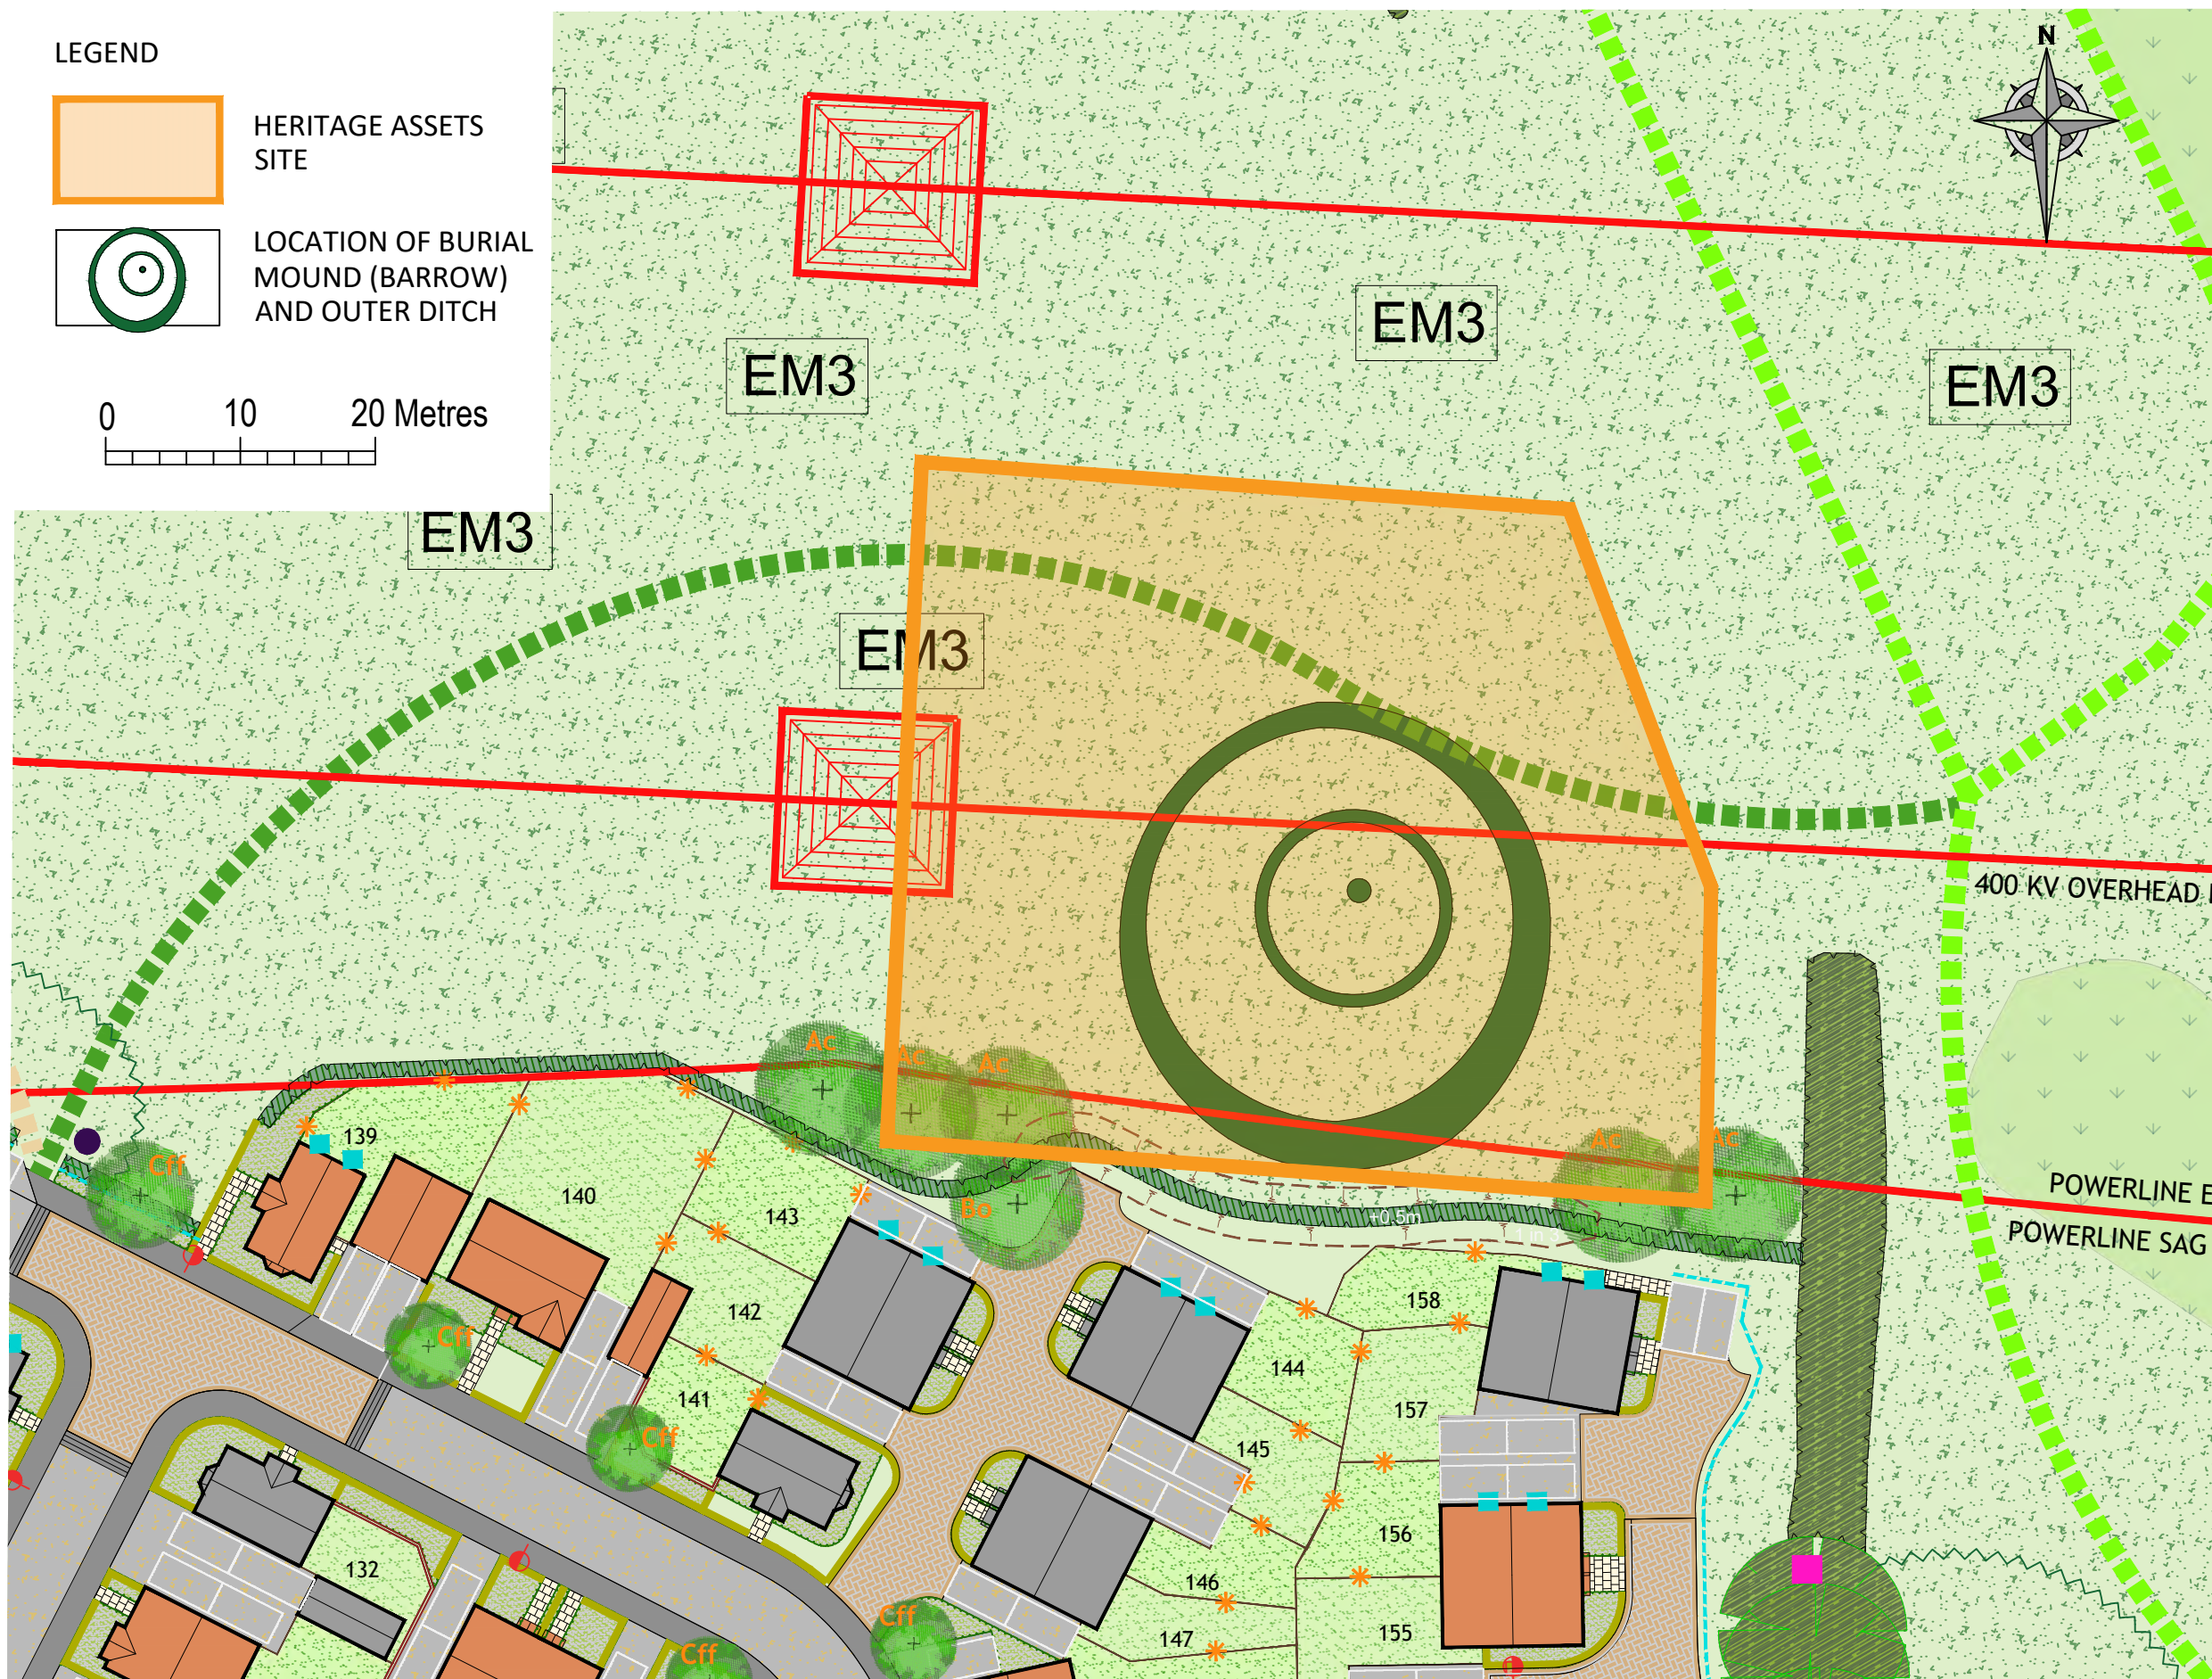 LEGEND
HERITAGE ASSETS
SITE
LOCATION OF BURIAL
MOUND (BARROW)
AND OUTER DITCH
0 10 20 Metres
N
EM3
EM3
EM3
EM3
EM3
400 KV OVERHEAD
Ac
Ac
Ac
Ac
Ac
Cff
139
140
143
Bo
+0.5m
POWERLINE
POWERLINE SAG
142
158
Cff
144
141
157
Cff
145
156
132
146
Cff
155
147
Cff